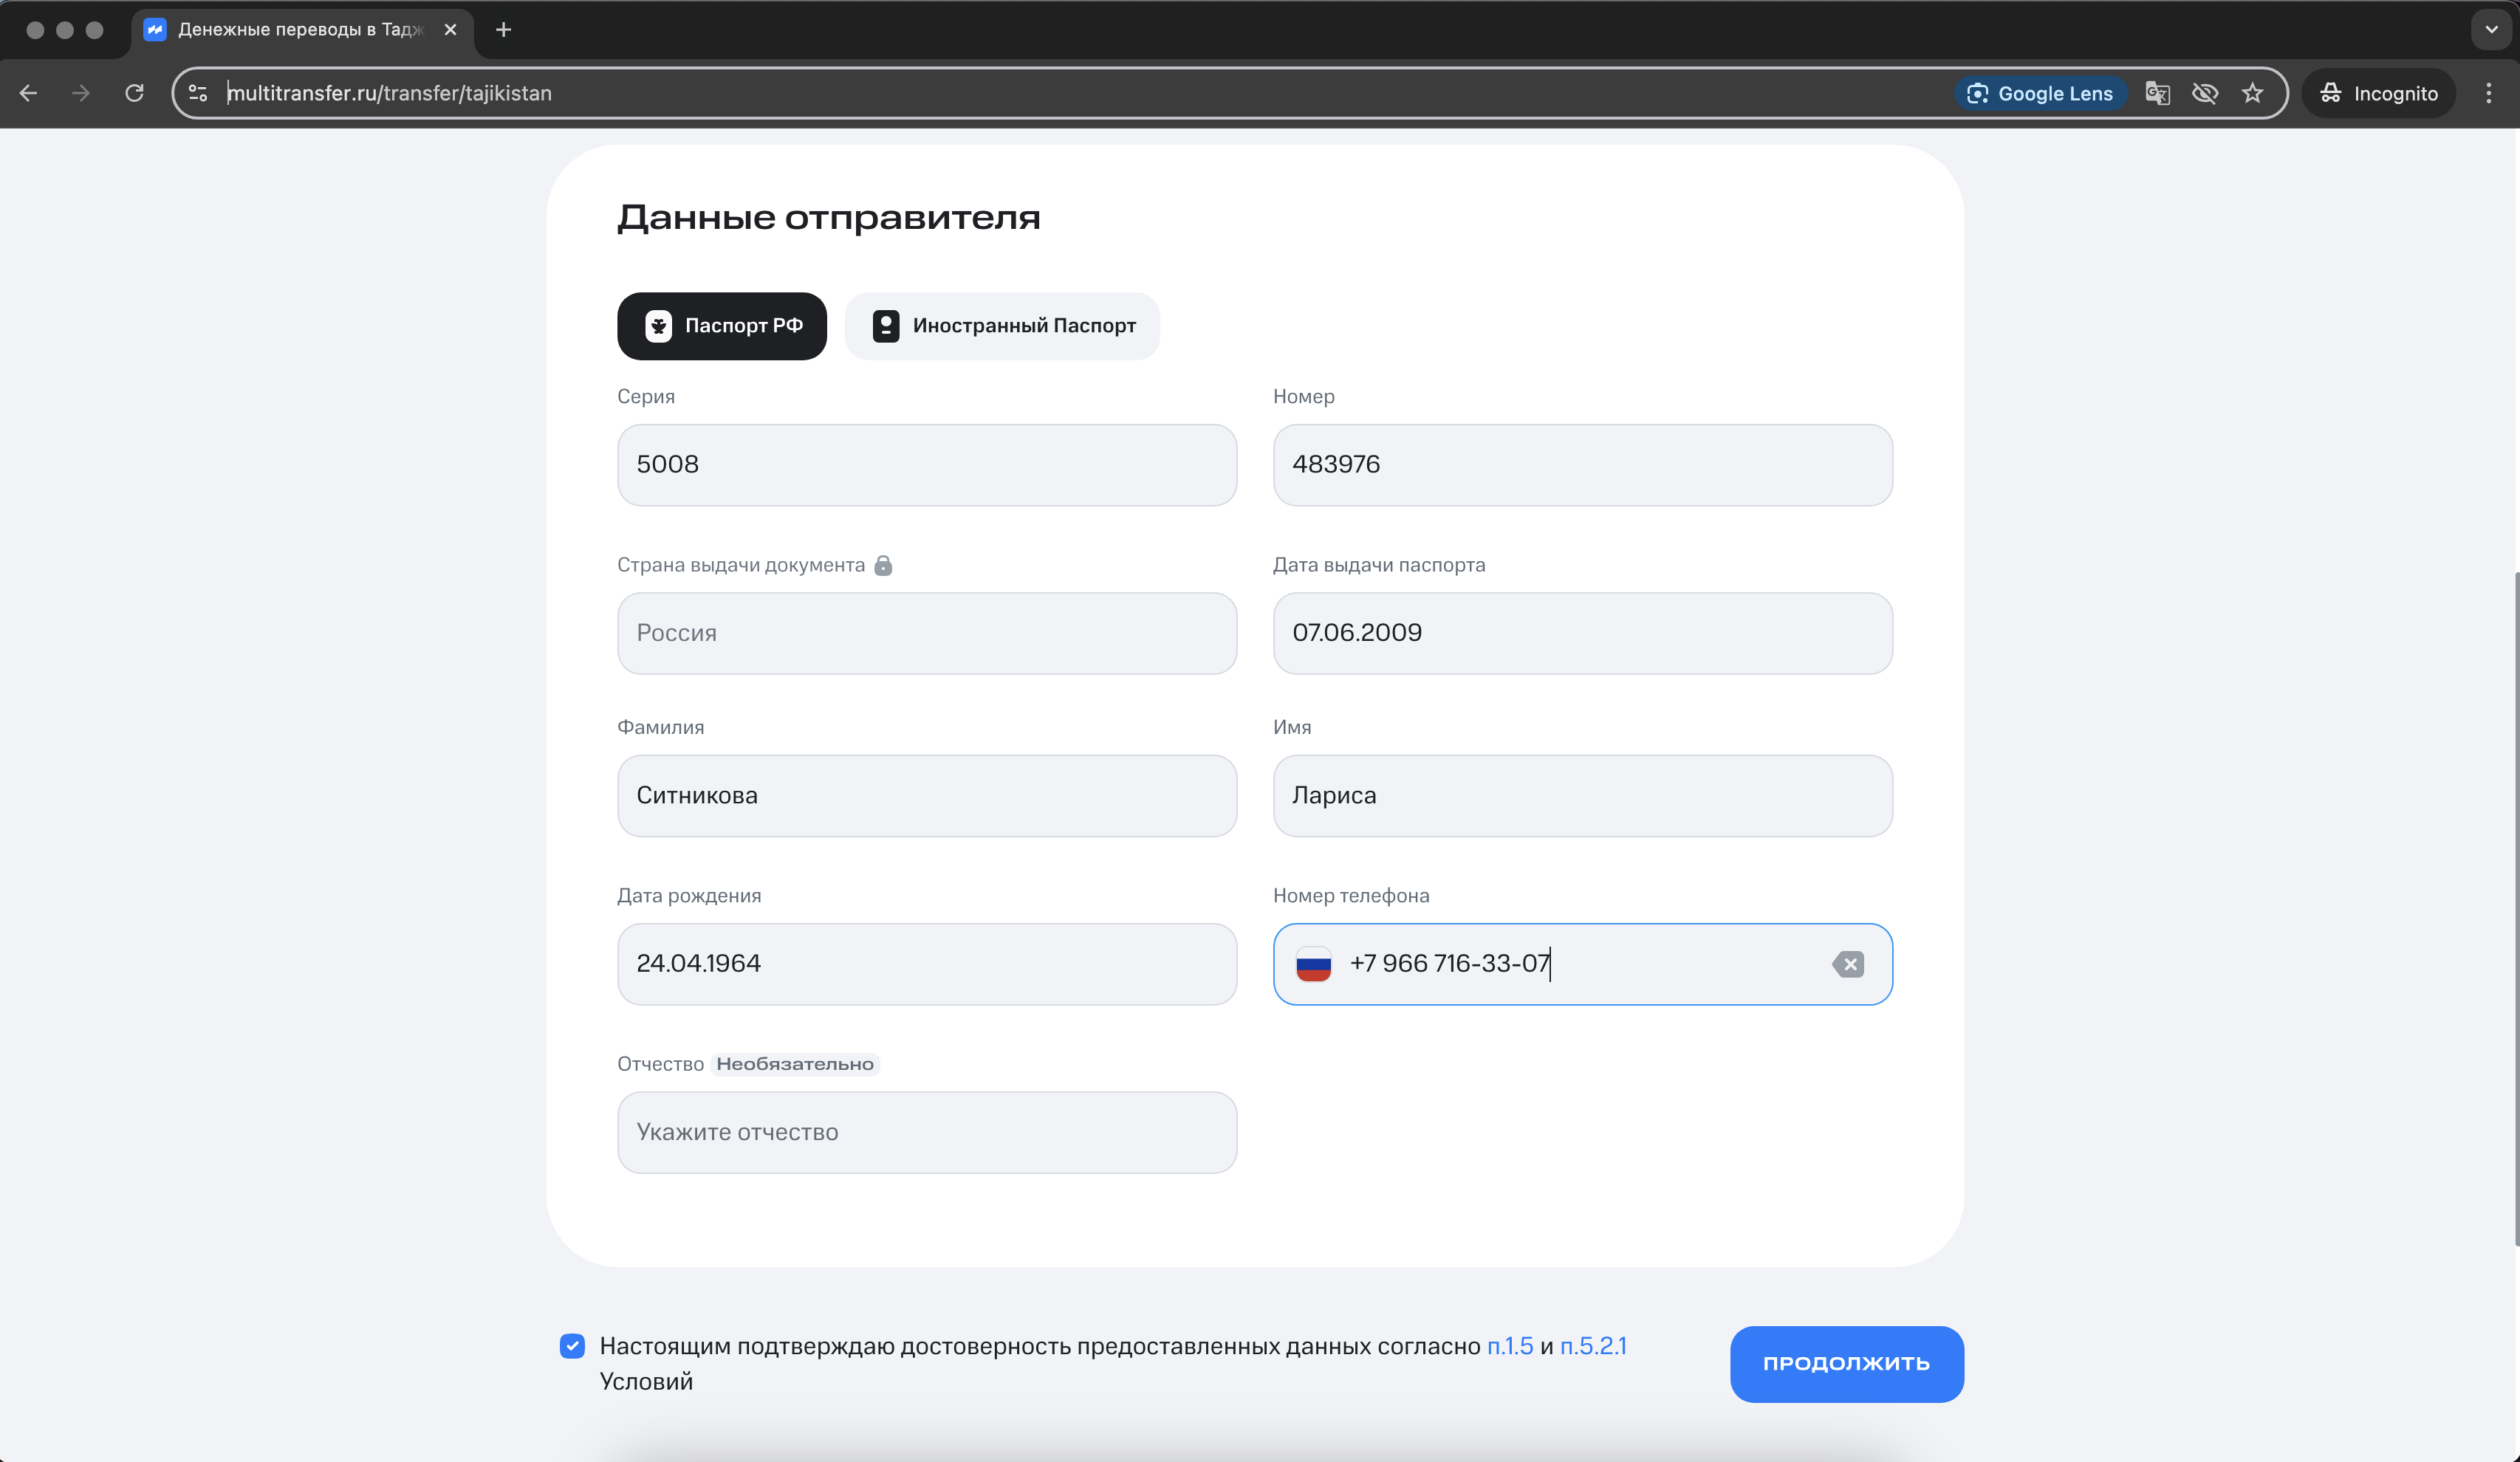 Денежные переводы в Тадж
multitransfer.ru/transfer/tajikistan
Google Lens
Incognito
Данные отправителя
Паспорт РФ
Иностранный Паспорт
Серия
Номер
5008
483976
Страна выдачи документа
Дата выдачи паспорта
Россия
07.06.2009
Фамилия
Имя
Ситникова
Лариса
Дата рождения
Номер телефона
24.04.1964
+7 966 716-33-07
Отчество Необязательно
Укажите отчество
Настоящим подтверждаю достоверность предоставленных данных согласно п.1.5 и п.5.2.1
Условий
ПРОДОЛЖИТЬ